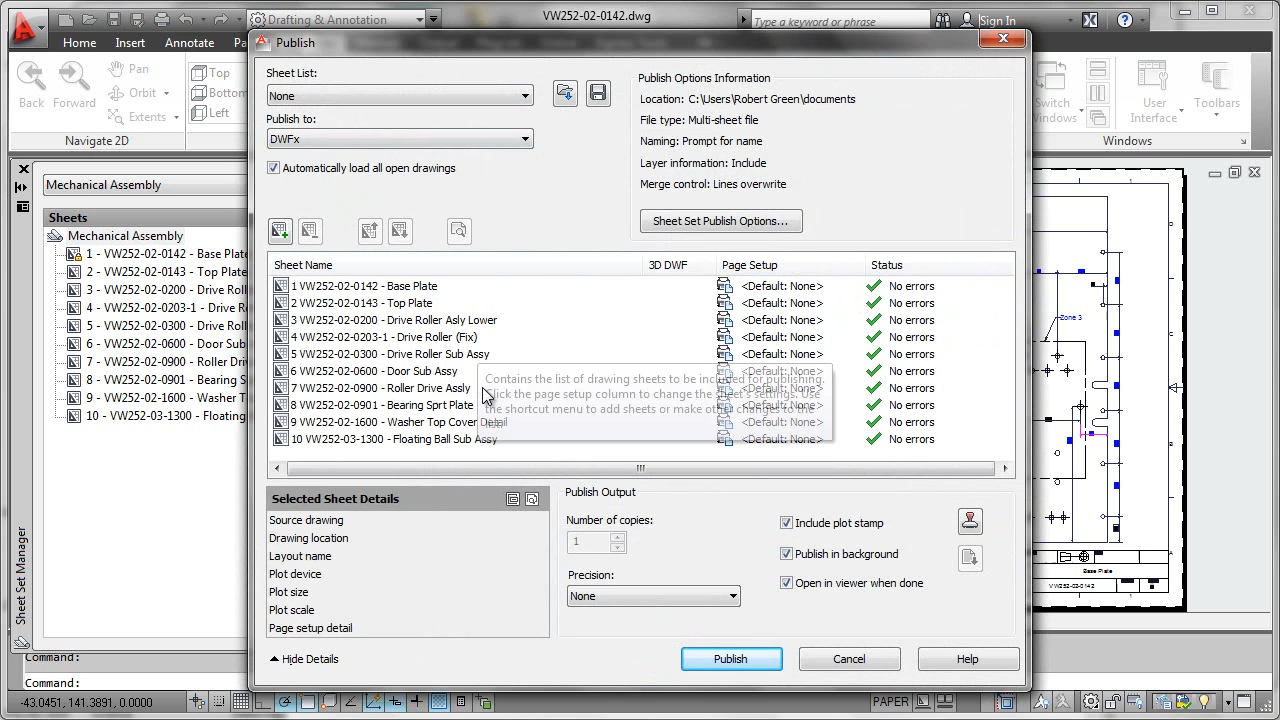 Drafting & Annotation
VW252-02-0142.dwg
Type a keyword or phrase
Sign In
Home
Insert
Annotate
Pa
Back
Forward
Pan
Orbit
Extents
Navigate 2D
Top
Bottom
Left
Switch
Windows
User
Interface
Toolbars
Windows
Mechanical Assembly
Sheets
Mechanical Assembly
1 - VW252-02-0142 - Base Plate
2 - VW252-02-0143 - Top Plate
3 - VW252-02-0200 - Drive Roll
4 - VW252-02-0203-1 - Drive R
5 - VW252-02-0300 - Drive Roll
6 - VW252-02-0600 - Door Sub
7 - VW252-02-0900 - Roller Driv
8 - VW252-02-0901 - Bearing S
9 - VW252-02-1600 - Washer T
10 - VW252-03-1300 - Floating
Sheet Set Manager
Publish
Sheet List:
None
Publish to:
DWFx
Automatically load all open drawings
Publish Options Information
Location: C:\Users\Robert Green\documents
File type: Multi-sheet file
Naming: Prompt for name
Layer information: Include
Merge control: Lines overwrite
Sheet Set Publish Options...
Sheet Name 3D DWF Page Setup Status
1 VW252-02-0142 - Base Plate <Default: None> No errors
2 VW252-02-0143 - Top Plate <Default: None> No errors
3 VW252-02-0200 - Drive Roller Asly Lower <Default: None> No errors
4 VW252-02-0203-1 - Drive Roller (Fix) <Default: None> No errors
5 VW252-02-0300 - Drive Roller Sub Assy <Default: None> No errors
6 VW252-02-0600 - Door Sub Assy <Default: None> No errors
7 VW252-02-0900 - Roller Drive Assly <Default: None> No errors
8 VW252-02-0901 - Bearing Sprt Plate <Default: None> No errors
9 VW252-02-1600 - Washer Top Cover Detail <Default: None> No errors
10 VW252-03-1300 - Floating Ball Sub Assy <Default: None> No errors
Contains the list of drawing sheets to be included for publishing.
Click the page setup column to change the sheet's settings. Use
the shortcut menu to add sheets or make other changes to the
list.
Selected Sheet Details
Source drawing
Drawing location
Layout name
Plot device
Plot size
Plot scale
Page setup detail
Hide Details
Publish Output
Number of copies:
1
Precision:
None
Include plot stamp
Publish in background
Open in viewer when done
Publish
Cancel
Help
Zone 3
Base Plate
VW252-02-0142
Command:
Command:
-43.0451, 141.3891, 0.0000
PAPER